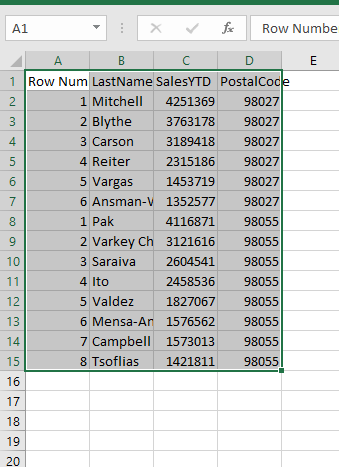 A1 fx Row Numbe
A B C D E
1 Row Num LastName SalesYTD PostalCode
2 1 Mitchell 4251369 98027
3 2 Blythe 3763178 98027
4 3 Carson 3189418 98027
5 4 Reiter 2315186 98027
6 5 Vargas 1453719 98027
7 6 Ansman-W 1352577 98027
8 1 Pak 4116871 98055
9 2 Varkey Ch 3121616 98055
10 3 Saraiva 2604541 98055
11 4 Ito 2458536 98055
12 5 Valdez 1827067 98055
13 6 Mensa-An 1576562 98055
14 7 Campbell 1573013 98055
15 8 Tsoflias 1421811 98055
16
17
18
19
20